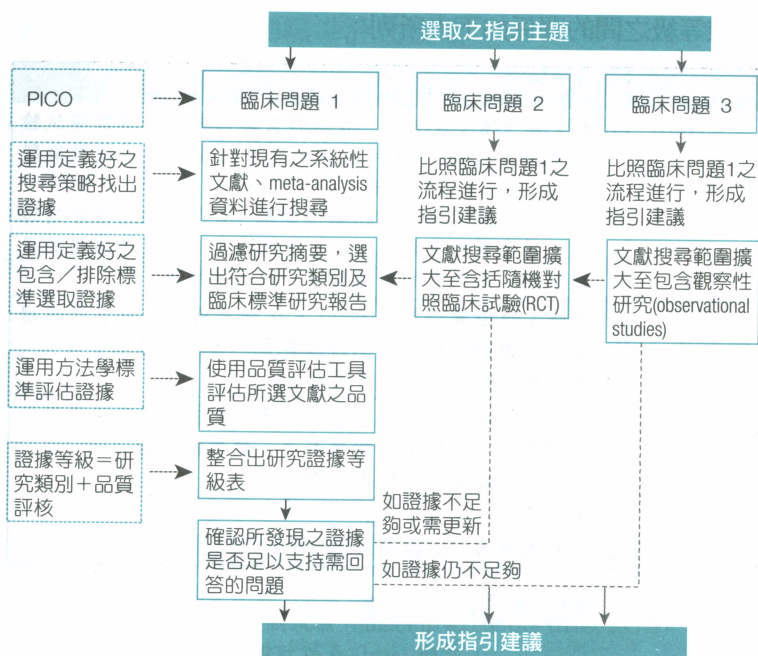 選取之指引主題
PICO
臨床問題 1
臨床問題 2
臨床問題 3
運用定義好之
搜尋策略找出
證據
針對現有之系統性
文獻、meta-analysis
資料進行搜尋
比照臨床問題1之
流程進行，形成
指引建議
比照臨床問題1之
流程進行，形成
指引建議
運用定義好之
包含／排除標
準選取證據
過濾研究摘要，選
出符合研究類別及
臨床標準研究報告
文獻搜尋範圍擴
大至含括隨機對
照臨床試驗(RCT)
文獻搜尋範圍擴
大至包含觀察性
研究(observational
studies)
運用方法學標
準評估證據
使用品質評估工具
評估所選文獻之品
質
證據等級＝研
究類別＋品質
評核
整合出研究證據等
級表
如證據不足
夠或需更新
確認所發現之證據
是否足以支持需回
答的問題
如證據仍不足夠
形成指引建議